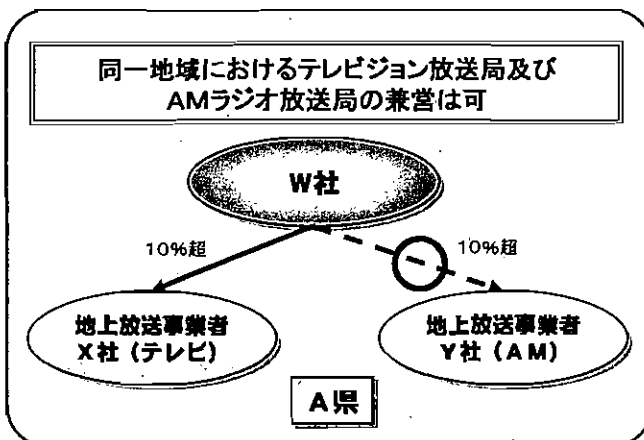 同一地域におけるテレビジョン放送局及び
AMラジオ放送局の兼営は可
W社
10%超
10%超
地上放送事業者
X社（テレビ）
地上放送事業者
Y社（AM）
A県